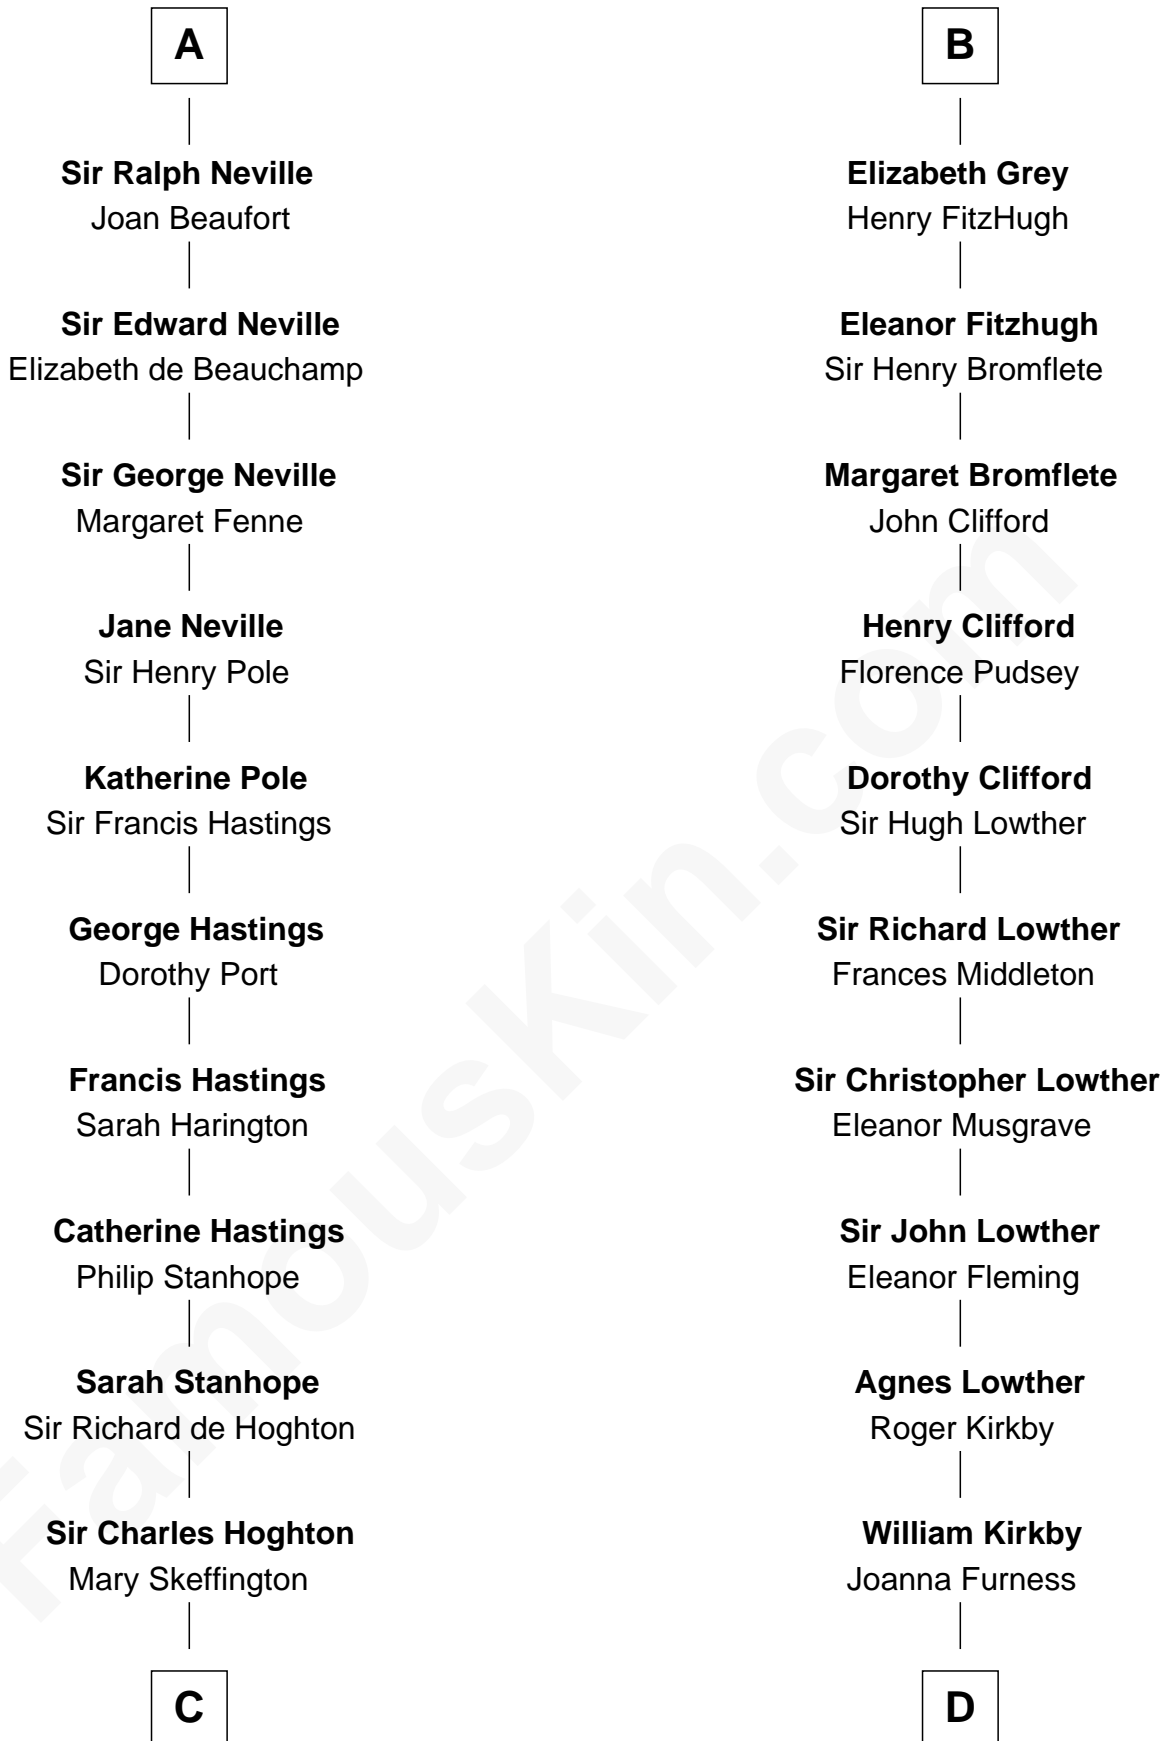 A
Sir Ralph Neville
Joan Beaufort
Sir Edward Neville
Elizabeth de Beauchamp
Sir George Neville
Margaret Fenne
Jane Neville
Sir Henry Pole
Katherine Pole
Sir Francis Hastings
George Hastings
Dorothy Port
Francis Hastings
Sarah Harington
Catherine Hastings
Philip Stanhope
Sarah Stanhope
Sir Richard de Hoghton
Sir Charles Hoghton
Mary Skeffington
C
B
Elizabeth Grey
Henry FitzHugh
Eleanor Fitzhugh
Sir Henry Bromflete
Margaret Bromflete
John Clifford
Henry Clifford
Florence Pudsey
Dorothy Clifford
Sir Hugh Lowther
Sir Richard Lowther
Frances Middleton
Sir Christopher Lowther
Eleanor Musgrave
Sir John Lowther
Eleanor Fleming
Agnes Lowther
Roger Kirkby
William Kirkby
Joanna Furness
D
FamousKin.com